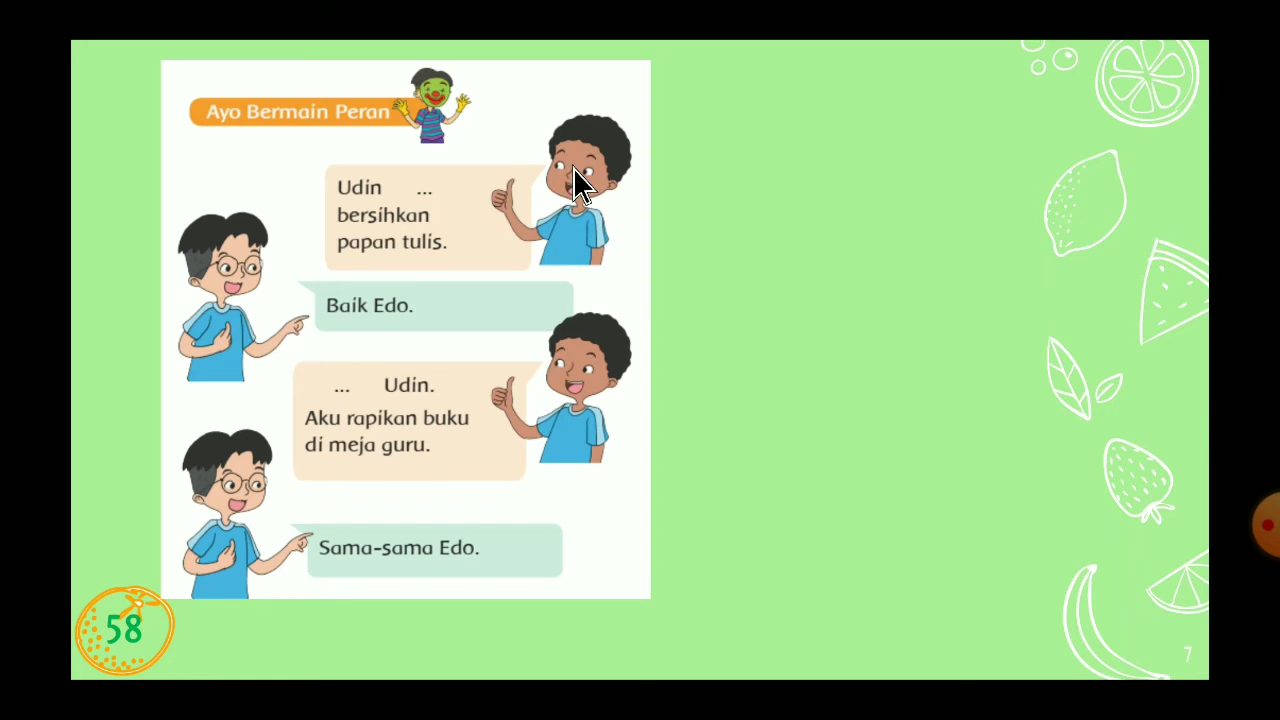 Ayo Bermain Peran
Udin ...
bersihkan
papan tulis.
Baik Edo.
... Udin.
Aku rapikan buku
di meja guru.
Sama-sama Edo.
58
7